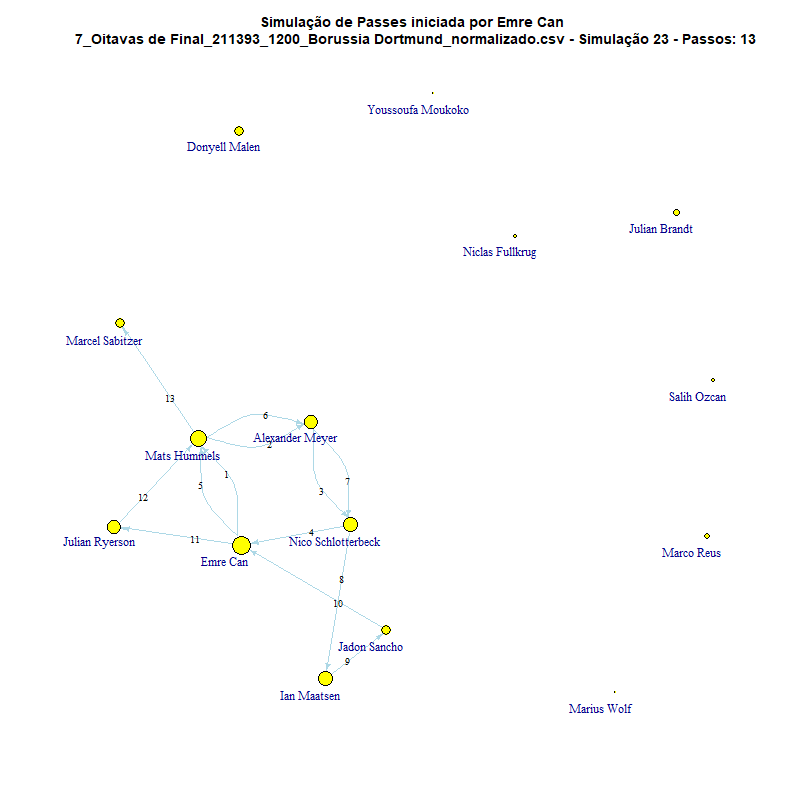 Simulação de Passes iniciada por Emre Can
7_Oitavas de Final_211393_1200_Borussia Dortmund_normalizado.csv - Simulação 23 - Passos: 13
Youssoufa Moukoko
Donyell Malen
Julian Brandt
Niclas Fullkrug
Marcel Sabitzer
Salih Ozcan
13
6
Alexander Meyer
2
Mats Hummels
1
7
5
3
12
4
11
Julian Ryerson
Nico Schlotterbeck
Marco Reus
Emre Can
8
10
Jadon Sancho
9
Ian Maatsen
Marius Wolf